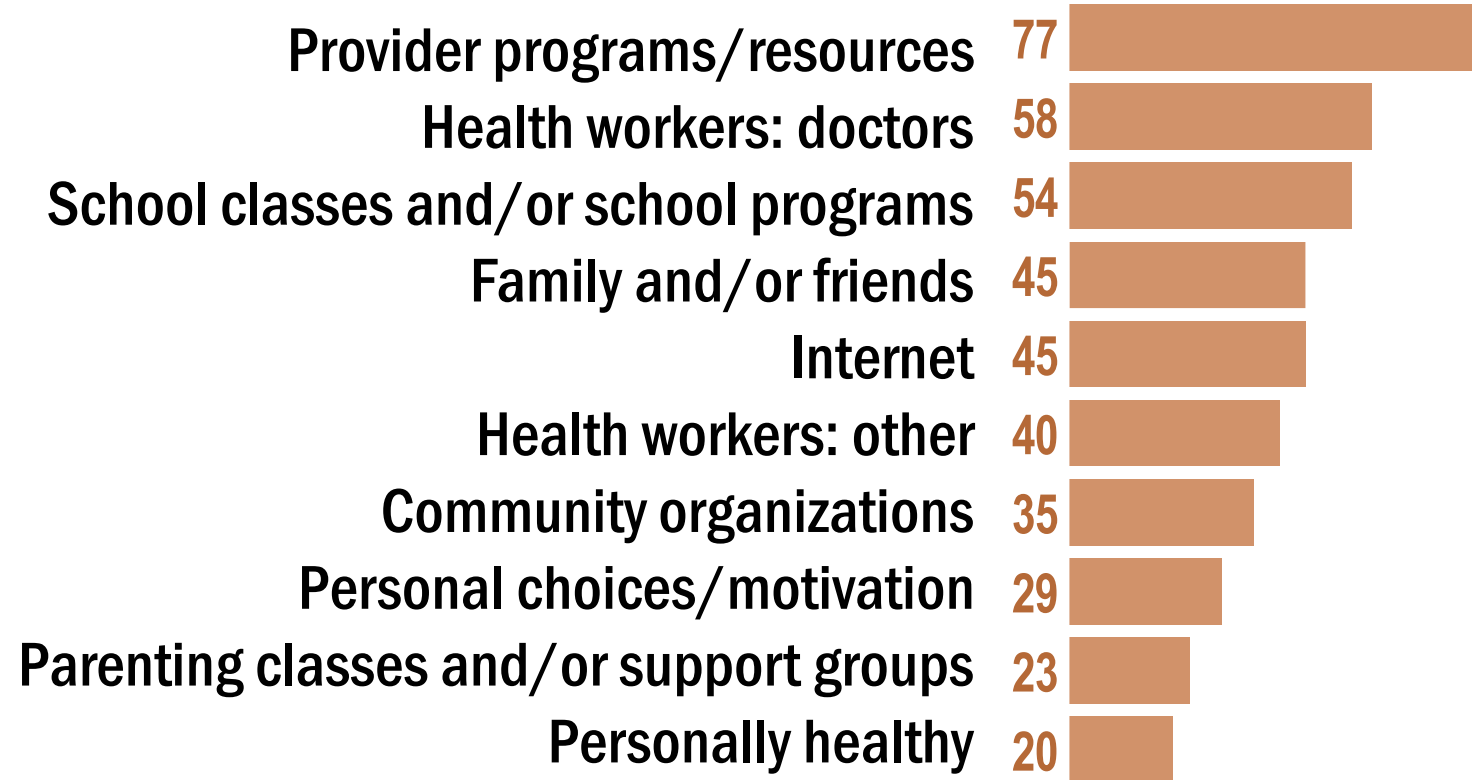 Provider programs/resources 77
Health workers: doctors 58
School classes and/or school programs 54
Family and/or friends 45
Internet 45
Health workers: other 40
Community organizations 35
Personal choices/motivation 29
Parenting classes and/or support groups 23
Personally healthy 20